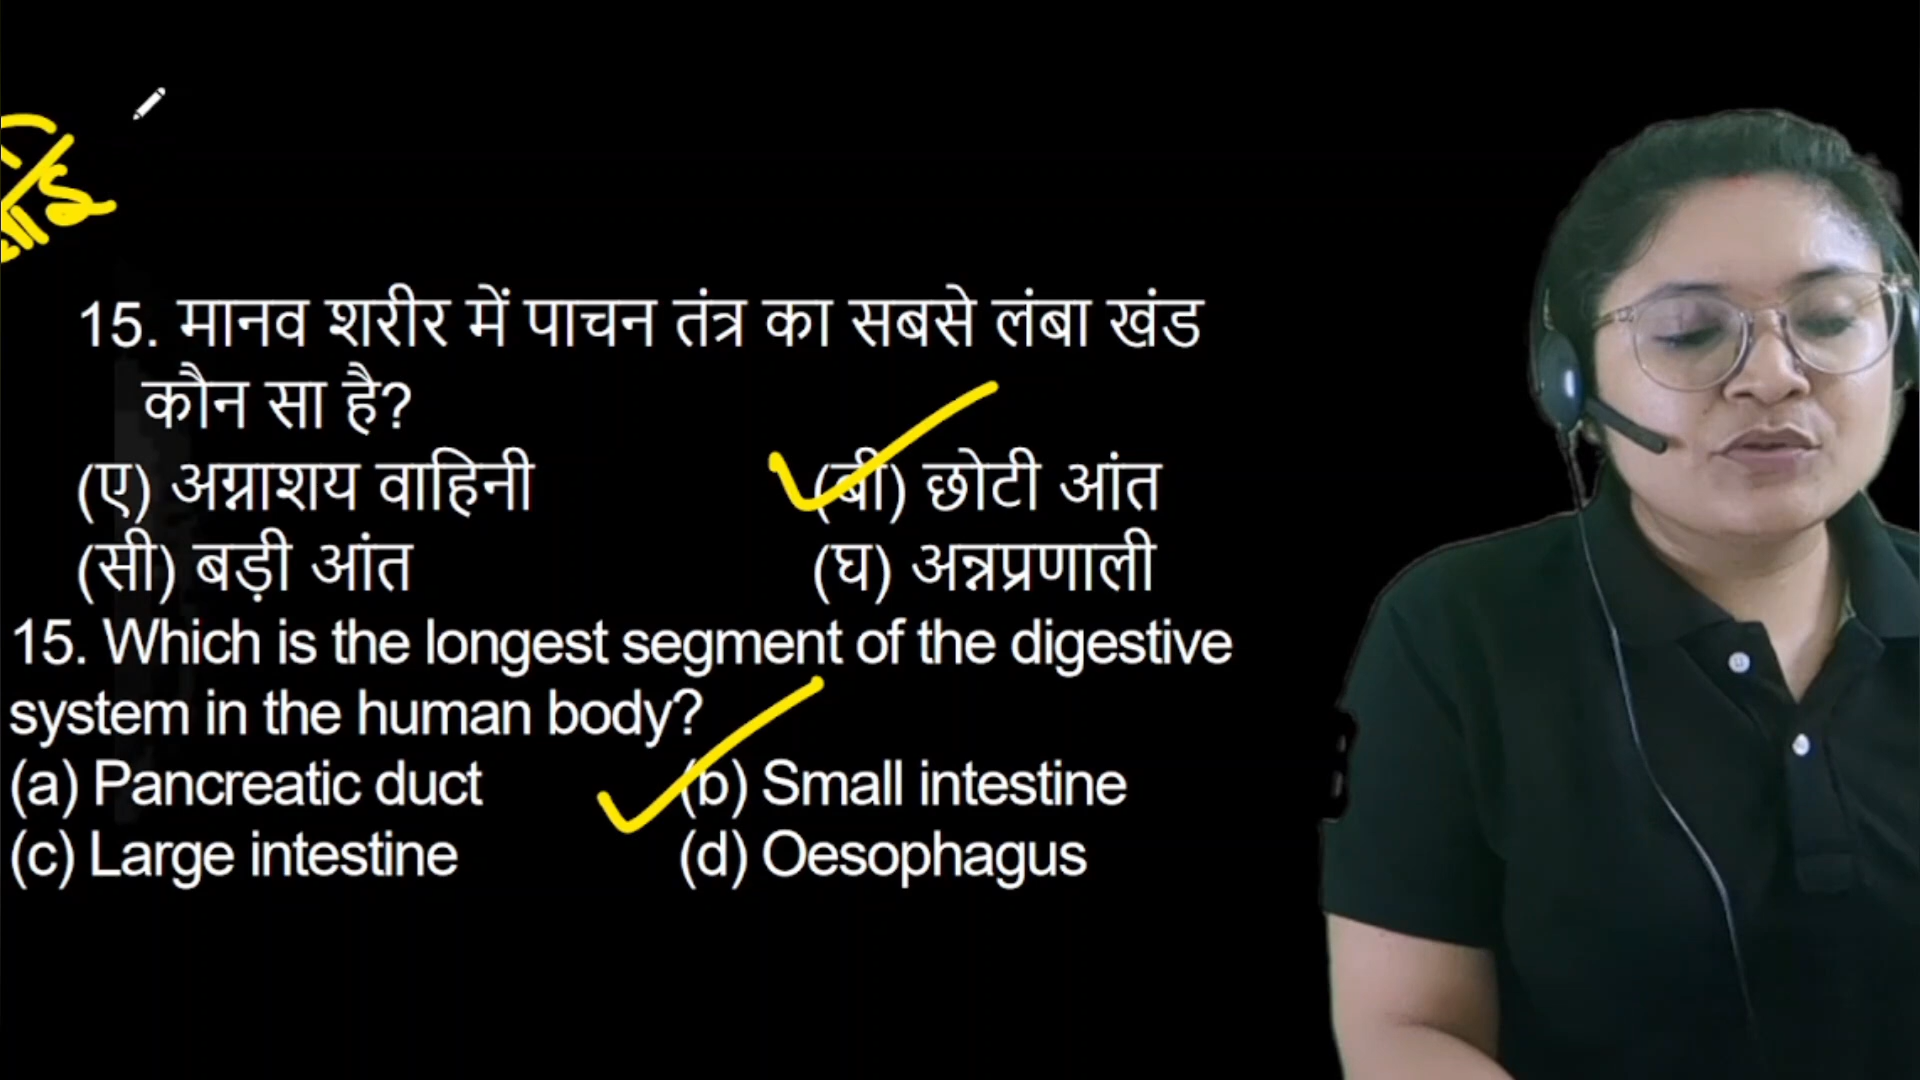 15. मानव शरीर में पाचन तंत्र का सबसे लंबा खंड
कौन सा है?
(ए) अग्नाशय वाहिनी (बी) छोटी आंत
(सी) बड़ी आंत (घ) अन्नप्रणाली
15. Which is the longest segment of the digestive
system in the human body?
(a) Pancreatic duct (b) Small intestine
(c) Large intestine (d) Oesophagus